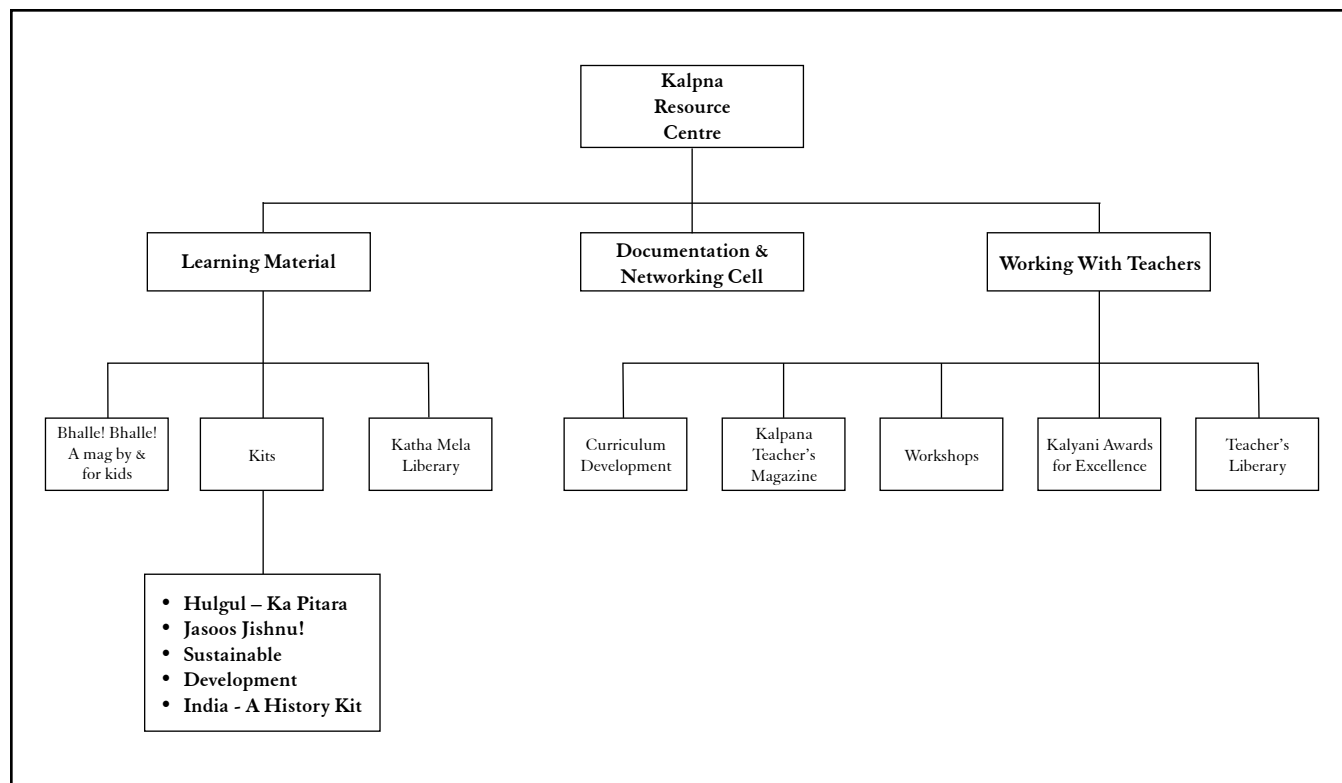 Kalpna
Resource
Centre
Learning Material
Documentation &
Networking Cell
Working With Teachers
Bhalle! Bhalle!
A mag by &
for kids
Kits
Katha Mela
Liberary
Curriculum
Development
Kalpana
Teacher’s
Magazine
Workshops
Kalyani Awards
for Excellence
Teacher’s
Liberary
• Hulgul – Ka Pitara
• Jasoos Jishnu!
• Sustainable
• Development
• India - A History Kit